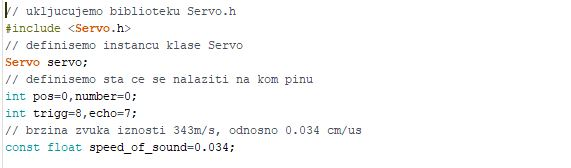 // ukljucujemo biblioteku Servo.h
#include <Servo.h>
// definisemo instancu klase Servo
Servo servo;
// definisemo sta ce se nalaziti na kom pinu
int pos=0,number=0;
int trigg=8,echo=7;
// brzina zvuka iznosti 343m/s, odnosno 0.034 cm/us
const float speed_of_sound=0.034;